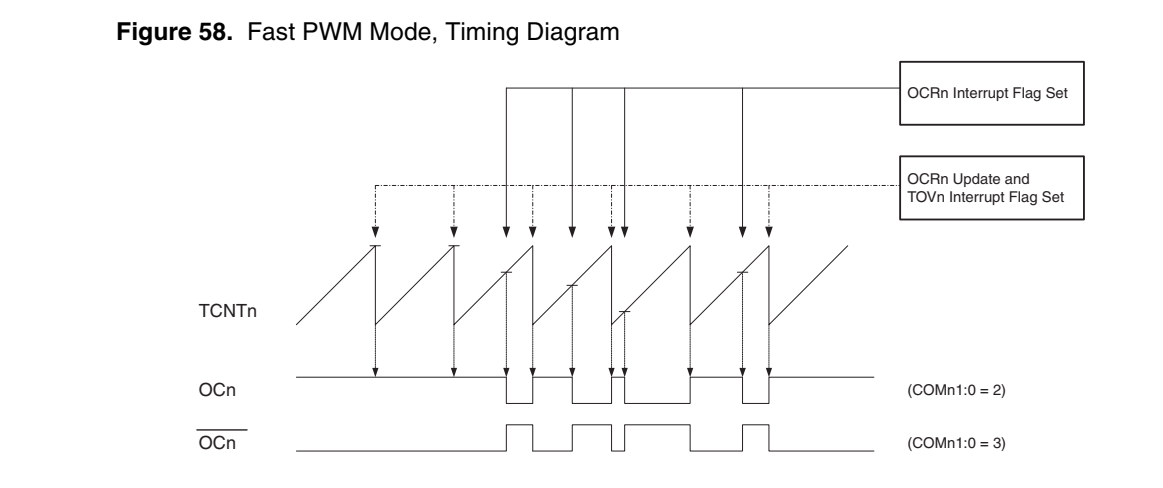 Figure 58. Fast PWM Mode, Timing Diagram
OCRn Interrupt Flag Set
OCRn Update and
TOVn Interrupt Flag Set
TCNTn
OCn
(COMn1:0 = 2)
OCn
(COMn1:0 = 3)